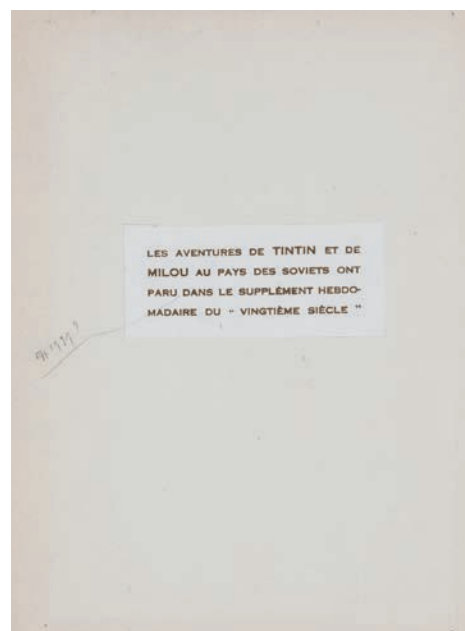 LES AVENTURES DE TINTIN ET DE
MILOU AU PAYS DES SOVIETS ONT
PARU DANS LE SUPPLÉMENT HEBDO-
MADAIRE DU " VINGTIÈME SIÈCLE "